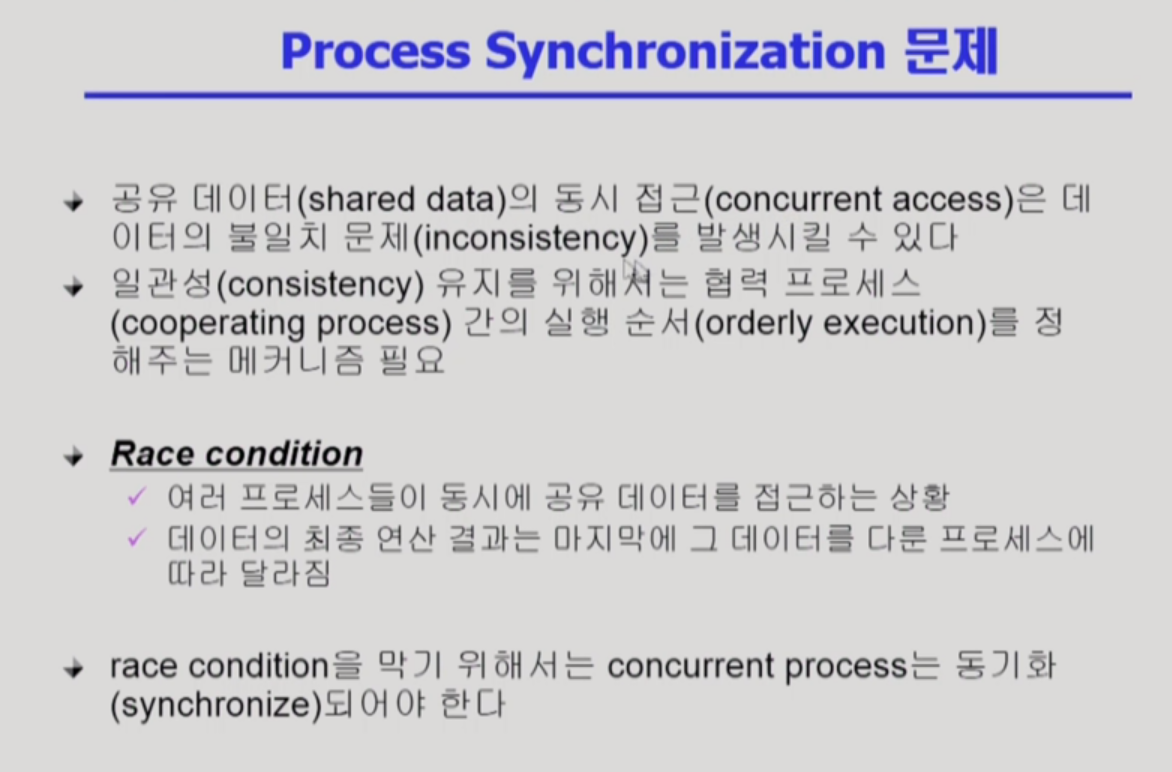 Process Synchronization 문제
공유 데이터(shared data)의 동시 접근(concurrent access)은 데
이터의 불일치 문제(inconsistency)를 발생시킬 수 있다
일관성(consistency) 유지를 위해서는 협력 프로세스
(cooperating process) 간의 실행 순서(orderly execution)를 정
해주는 메커니즘 필요
Race condition
여러 프로세스들이 동시에 공유 데이터를 접근하는 상황
데이터의 최종 연산 결과는 마지막에 그 데이터를 다룬 프로세스에
따라 달라짐
race condition을 막기 위해서는 concurrent process는 동기화
(synchronize)되어야 한다